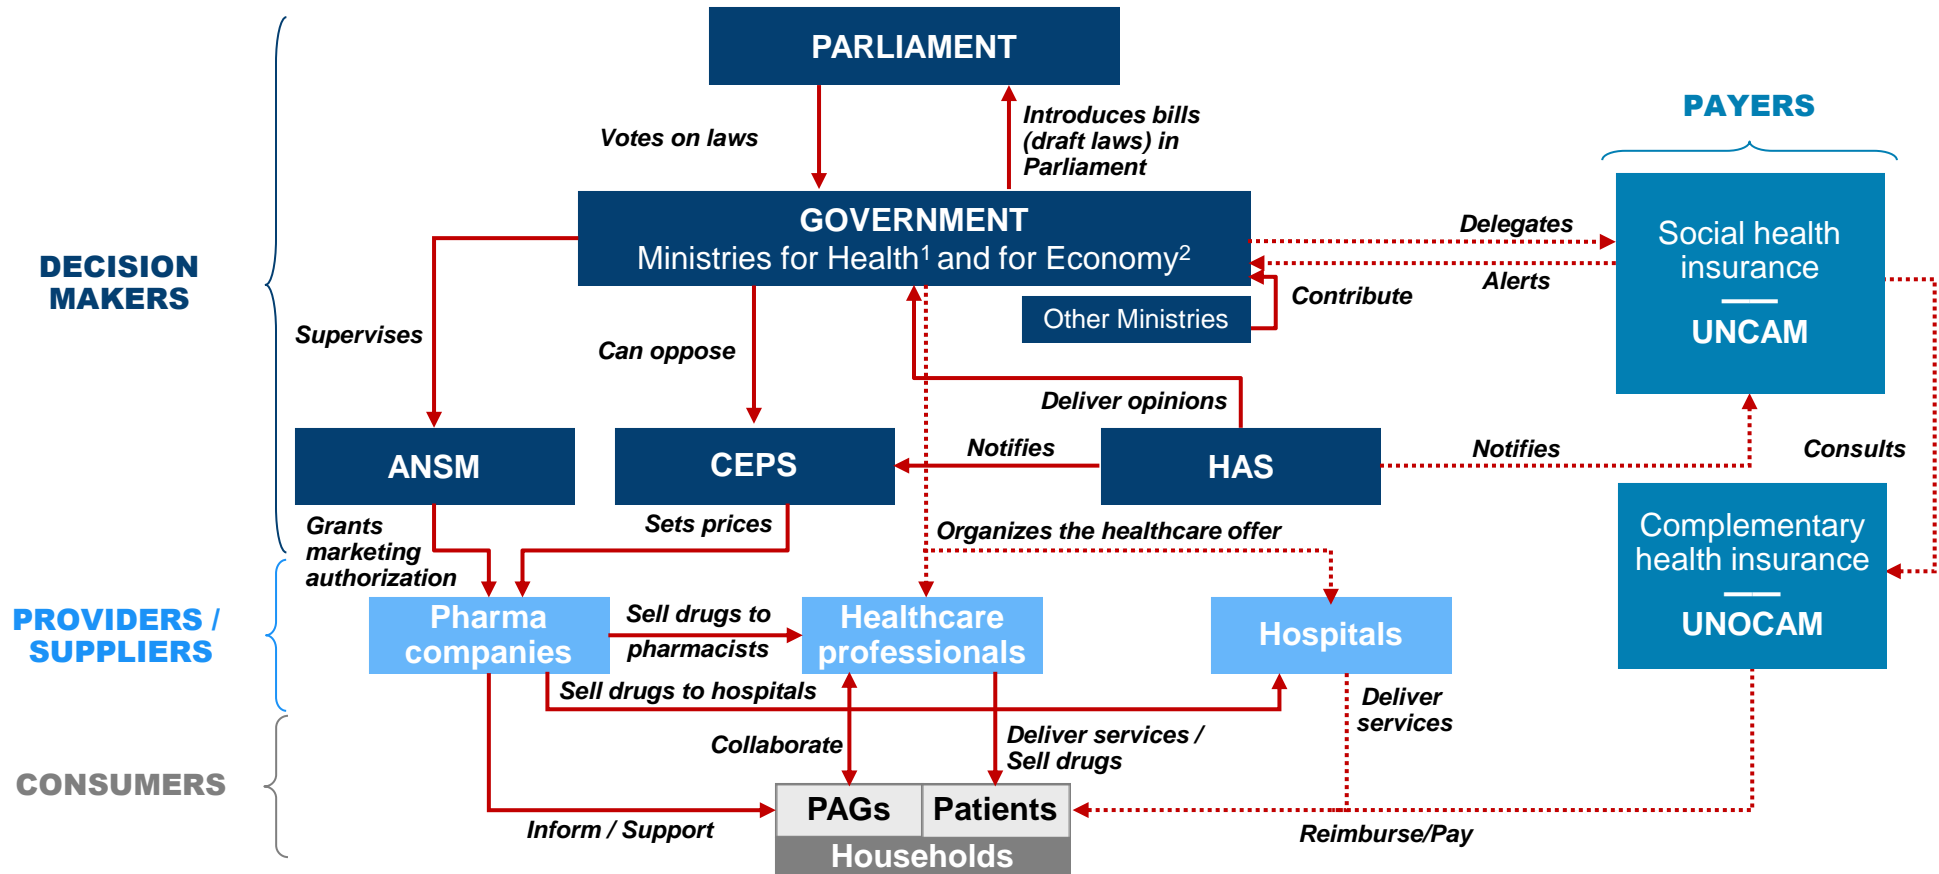 PARLIAMENT
PAYERS
Votes on laws
Introduces bills
(draft laws) in
Parliament
GOVERNMENT
Ministries for Health1 and for Economy2
Delegates
Alerts
Social health
insurance
UNCAM
DECISION
MAKERS
Other Ministries
Contribute
Supervises
Can oppose
Deliver opinions
ANSM
CEPS
Notifies
HAS
Notifies
Consults
Grants
marketing
authorization
Sets prices
Organizes the healthcare offer
Complementary
health insurance
UNOCAM
PROVIDERS /
SUPPLIERS
Pharma
companies
Sell drugs to
pharmacists
Healthcare
professionals
Hospitals
Sell drugs to hospitals
Deliver
services
Collaborate
Deliver services /
Sell drugs
CONSUMERS
Inform / Support
PAGs
Patients
Households
Reimburse/Pay